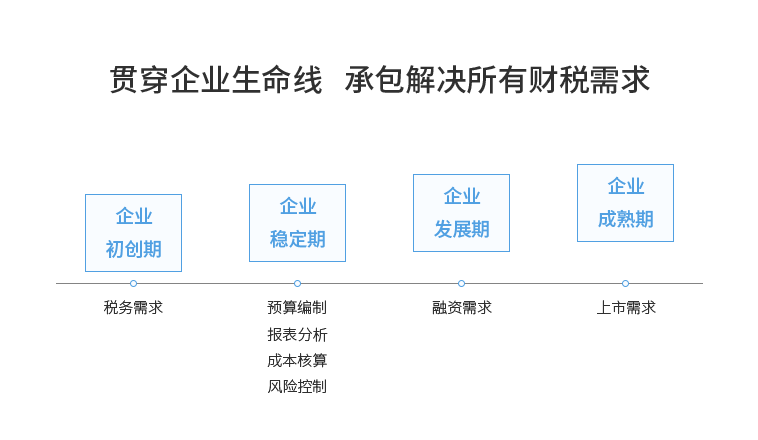 贯穿企业生命线 承包解决所有财税需求
企业
初创期
企业
稳定期
企业
发展期
企业
成熟期
税务需求
预算编制
报表分析
成本核算
风险控制
融资需求
上市需求